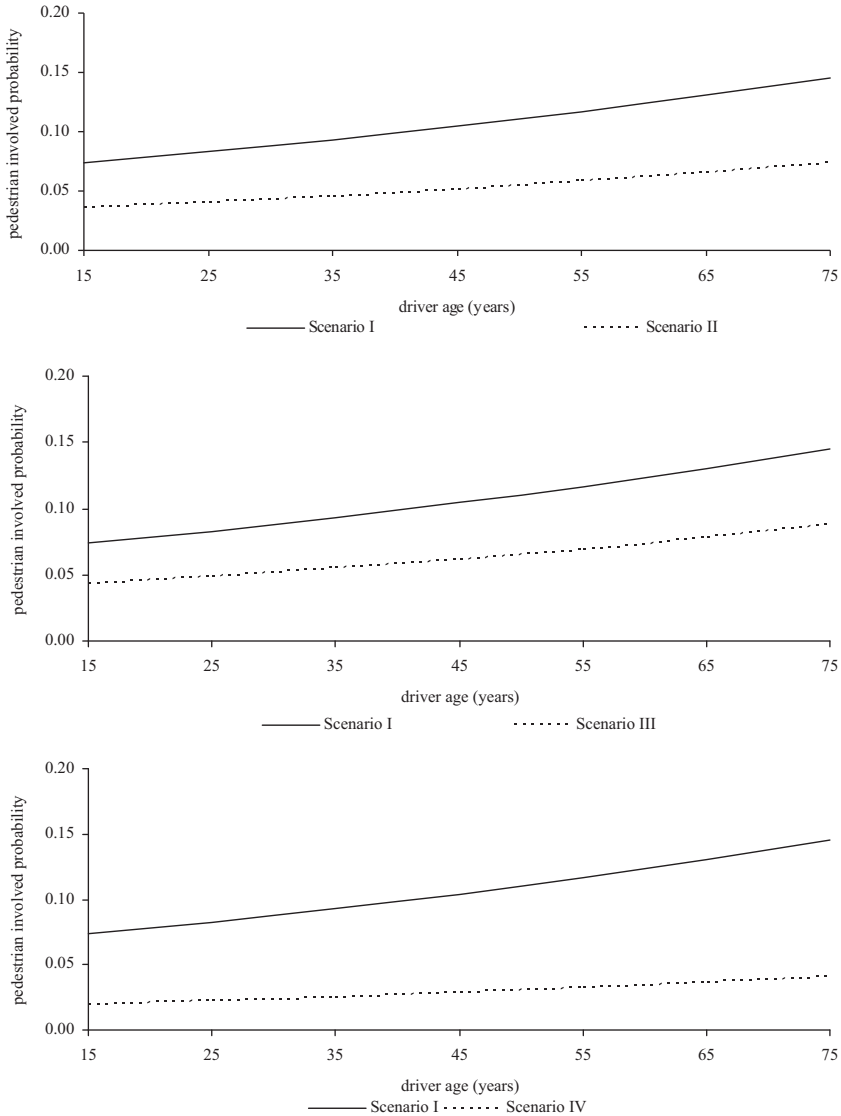 0.20
0.15
0.10
0.05
0.00
pedestrian involved probability
15 25 35 45 55 65 75
driver age (years)
Scenario I Scenario II
0.20
0.15
0.10
0.05
0.00
pedestrian involved probability
15 25 35 45 55 65 75
driver age (years)
Scenario I Scenario III
0.20
0.15
0.10
0.05
0.00
pedestrian involved probability
15 25 35 45 55 65 75
driver age (years)
Scenario I Scenario IV